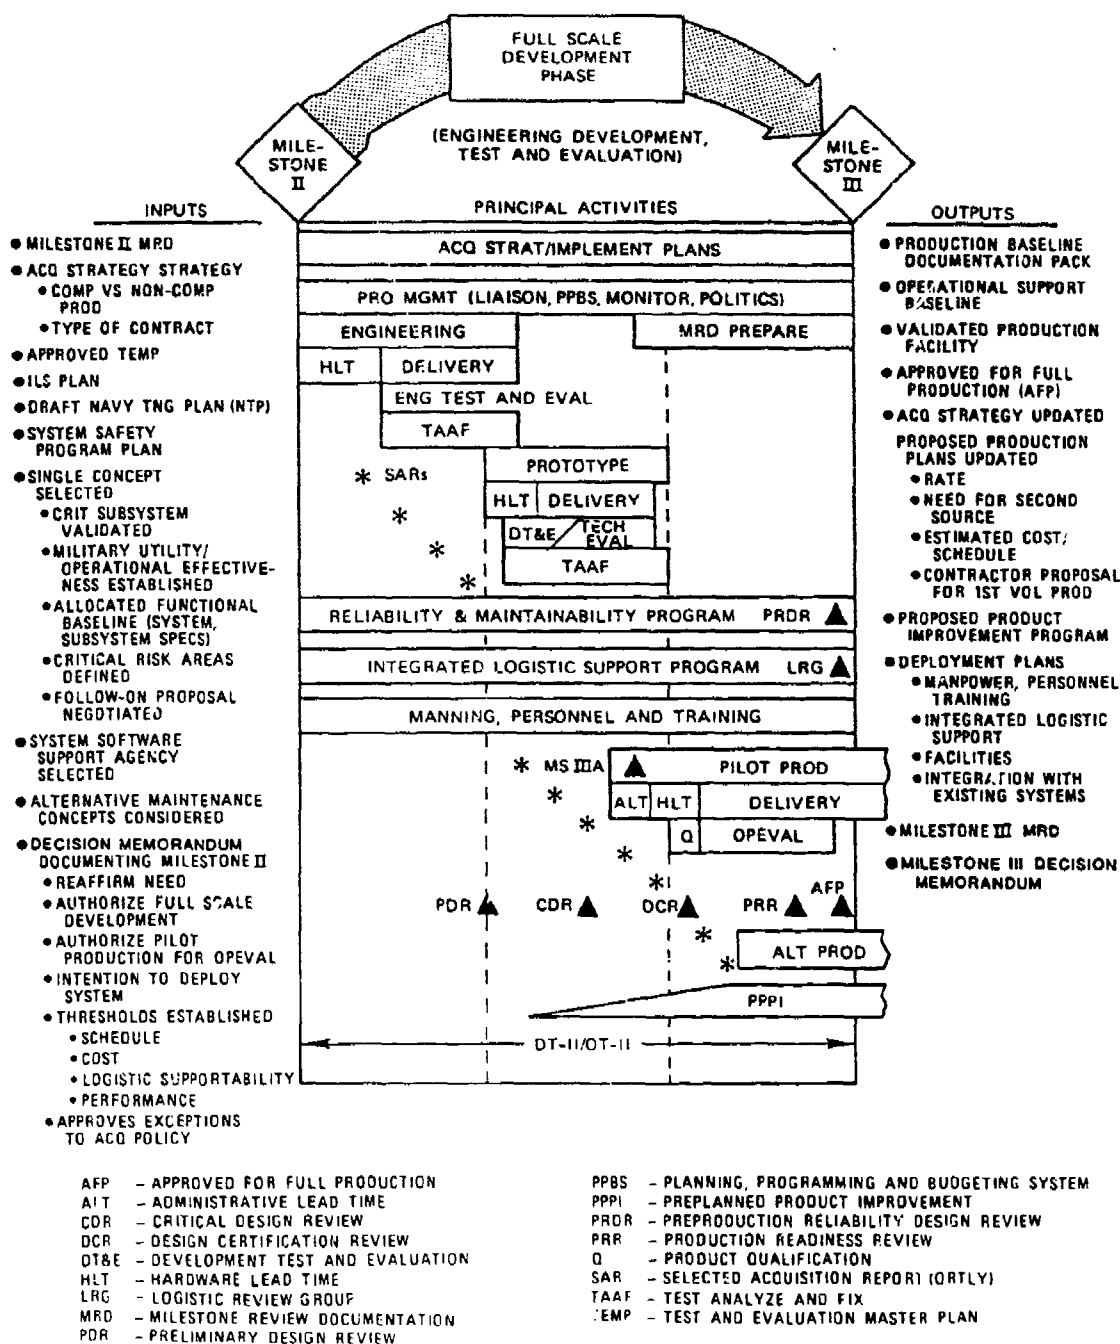 FULL SCALE
DEVELOPMENT
PHASE
(ENGINEERING DEVELOPMENT,
TEST AND EVALUATION)
MILE-
STONE
II
MILE-
STONE
III
INPUTS
● MILESTONE II MRD
● ACQ STRATEGY STRATEGY
● COMP VS NON-COMP
PROD
● TYPE OF CONTRACT
● APPROVED TEMP
● ILS PLAN
● DRAFT NAVY TNG PLAN (NTP)
● SYSTEM SAFETY
PROGRAM PLAN
● SINGLE CONCEPT
SELECTED
● CRIT SUBSYSTEM
VALIDATED
● MILITARY UTILITY/
OPERATIONAL EFFECTIVE-
NESS ESTABLISHED
● ALLOCATED FUNCTIONAL
BASELINE (SYSTEM,
SUBSYSTEM SPECS)
● CRITICAL RISK AREAS
DEFINED
● FOLLOW-ON PROPOSAL
NEGOTIATED
● SYSTEM SOFTWARE
SUPPORT AGENCY
SELECTED
● ALTERNATIVE MAINTENANCE
CONCEPTS CONSIDERED
● DECISION MEMORANDUM
DOCUMENTING MILESTONE II
● REAFFIRM NEED
● AUTHORIZE FULL SCALE
DEVELOPMENT
● AUTHORIZE PILOT
PRODUCTION FOR OPEVAL
● INTENTION TO DEPLOY
SYSTEM
● THRESHOLDS ESTABLISHED
● SCHEDULE
● COST
● LOGISTIC SUPPORTABILITY
● PERFORMANCE
● APPROVES EXCEPTIONS
TO ACQ POLICY
PRINCIPAL ACTIVITIES
ACQ STRAT/IMPLEMENT PLANS
PRO MGMT (LIAISON, PPBS, MONITOR, POLITICS)
ENGINEERING
MRD PREPARE
HLT
DELIVERY
ENG TEST AND EVAL
TAAF
PROTOTYPE
* SARs
HLT
DELIVERY
*
DT&E
TECH
EVAL
*
TAAF
*
RELIABILITY & MAINTAINABILITY PROGRAM PRDR ▲
INTEGRATED LOGISTIC SUPPORT PROGRAM LRG ▲
MANNING, PERSONNEL AND TRAINING
* MS IIIA ▲ PILOT PROD
*
ALT
HLT
DELIVERY
*
Q
OPEVAL
*
*
PDR ▲
CDR ▲
DCR ▲
PRR ▲
AFP
▲
*
*
ALT PROD
PPPI
DT-II/OT-II
OUTPUTS
● PRODUCTION BASELINE
DOCUMENTATION PACK
● OPERATIONAL SUPPORT
BASELINE
● VALIDATED PRODUCTION
FACILITY
● APPROVED FOR FULL
PRODUCTION (AFP)
● ACQ STRATEGY UPDATED
PROPOSED PRODUCTION
PLANS UPDATED
● RATE
● NEED FOR SECOND
SOURCE
● ESTIMATED COST/
SCHEDULE
● CONTRACTOR PROPOSAL
FOR 1ST VOL PROD
● PROPOSED PRODUCT
IMPROVEMENT PROGRAM
● DEPLOYMENT PLANS
● MANPOWER, PERSONNEL
TRAINING
● INTEGRATED LOGISTIC
SUPPORT
● FACILITIES
● INTEGRATION WITH
EXISTING SYSTEMS
● MILESTONE III MRD
● MILESTONE III DECISION
MEMORANDUM
AFP – APPROVED FOR FULL PRODUCTION
ALT – ADMINISTRATIVE LEAD TIME
CDR – CRITICAL DESIGN REVIEW
DCR – DESIGN CERTIFICATION REVIEW
DT&E – DEVELOPMENT TEST AND EVALUATION
HLT – HARDWARE LEAD TIME
LRG – LOGISTIC REVIEW GROUP
MRD – MILESTONE REVIEW DOCUMENTATION
PDR – PRELIMINARY DESIGN REVIEW
PPBS – PLANNING, PROGRAMMING AND BUDGETING SYSTEM
PPPI – PREPLANNED PRODUCT IMPROVEMENT
PRDR – PREPRODUCTION RELIABILITY DESIGN REVIEW
PRR – PRODUCTION READINESS REVIEW
Q – PRODUCT QUALIFICATION
SAR – SELECTED ACQUISITION REPORT (QRTLY)
TAAF – TEST ANALYZE AND FIX
TEMP – TEST AND EVALUATION MASTER PLAN